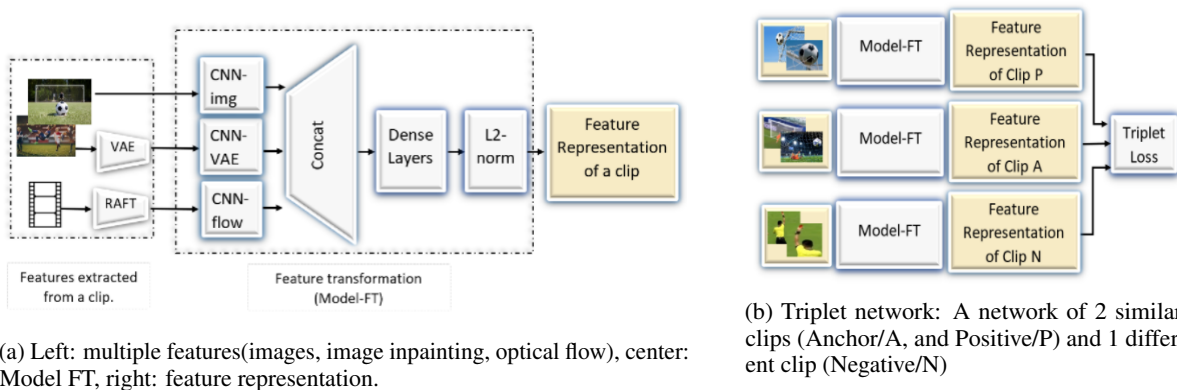 CNN-
img
VAE
CNN-
VAE
RAFT
CNN-
flow
Concat
Dense
Layers
L2-
norm
Feature
Representation
of a clip
Features extracted
from a clip.
Feature transformation
(Model-FT)
(a) Left: multiple features(images, image inpainting, optical flow), center:
Model FT, right: feature representation.
Model-FT
Feature
Representation
of Clip P
Model-FT
Feature
Representation
of Clip A
Model-FT
Feature
Representation
of Clip N
Triplet
Loss
(b) Triplet network: A network of 2 similar
clips (Anchor/A, and Positive/P) and 1 differ-
ent clip (Negative/N)